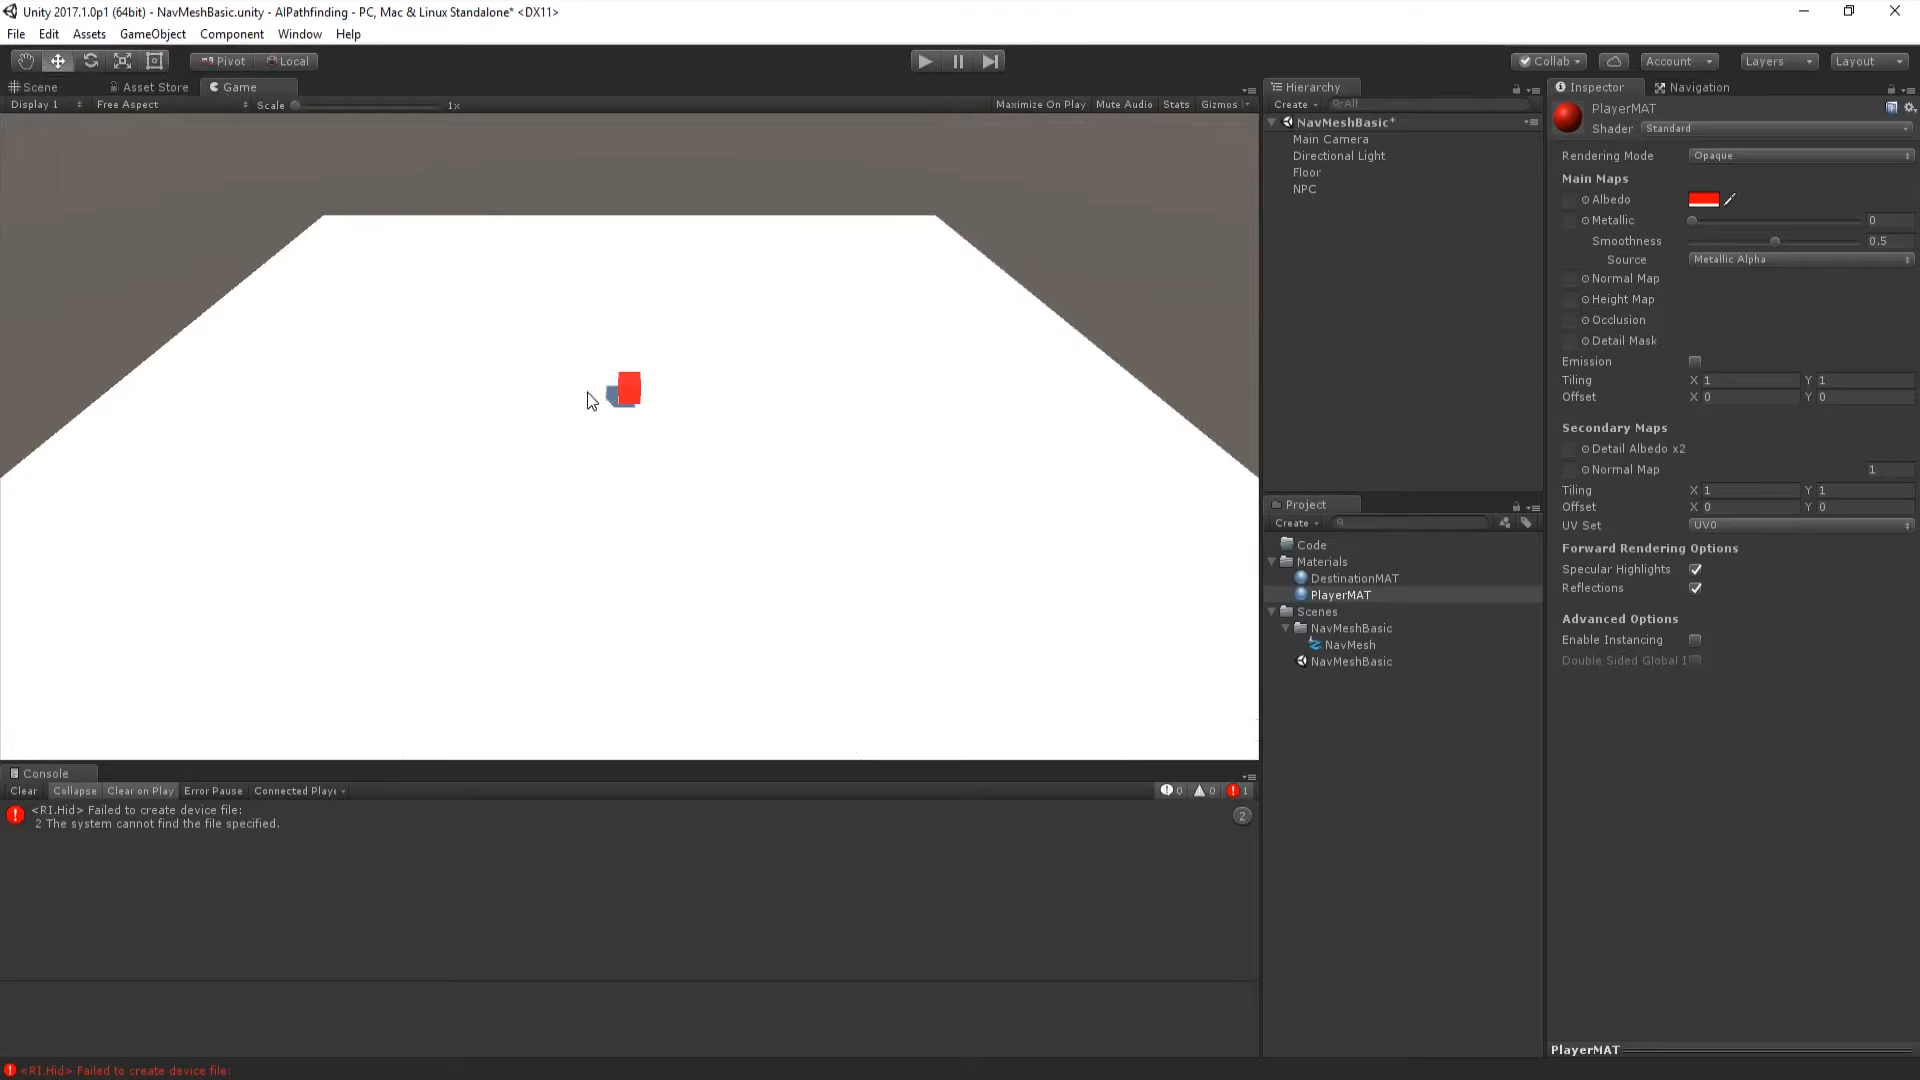 Unity 2017.1.0p1 (64bit) - NavMeshBasic.unity - AIPathfinding - PC, Mac & Linux Standalone* <DX11>
File Edit Assets GameObject Component Window Help
Pivot Local
Collab Account Layers Layout
Scene Asset Store Game
Display 1 Free Aspect Scale 1x Maximize On Play Mute Audio Stats Gizmos
Hierarchy
Create All
NavMeshBasic*
Main Camera
Directional Light
Floor
NPC
Project
Create
Code
Materials
DestinationMAT
PlayerMAT
Scenes
NavMeshBasic
NavMesh
NavMeshBasic
Inspector Navigation
PlayerMAT
Shader Standard
Rendering Mode Opaque
Main Maps
Albedo
Metallic 0
Smoothness 0.5
Source Metallic Alpha
Normal Map
Height Map
Occlusion
Detail Mask
Emission
Tiling X 1 Y 1
Offset X 0 Y 0
Secondary Maps
Detail Albedo x2
Normal Map 1
Tiling X 1 Y 1
Offset X 0 Y 0
UV Set UV0
Forward Rendering Options
Specular Highlights
Reflections
Advanced Options
Enable Instancing
Double Sided Global I
PlayerMAT
Console
Clear Collapse Clear on Play Error Pause Connected Playe 0 0 1
<RI.Hid> Failed to create device file:
2 The system cannot find the file specified.
2
<RI.Hid> Failed to create device file: